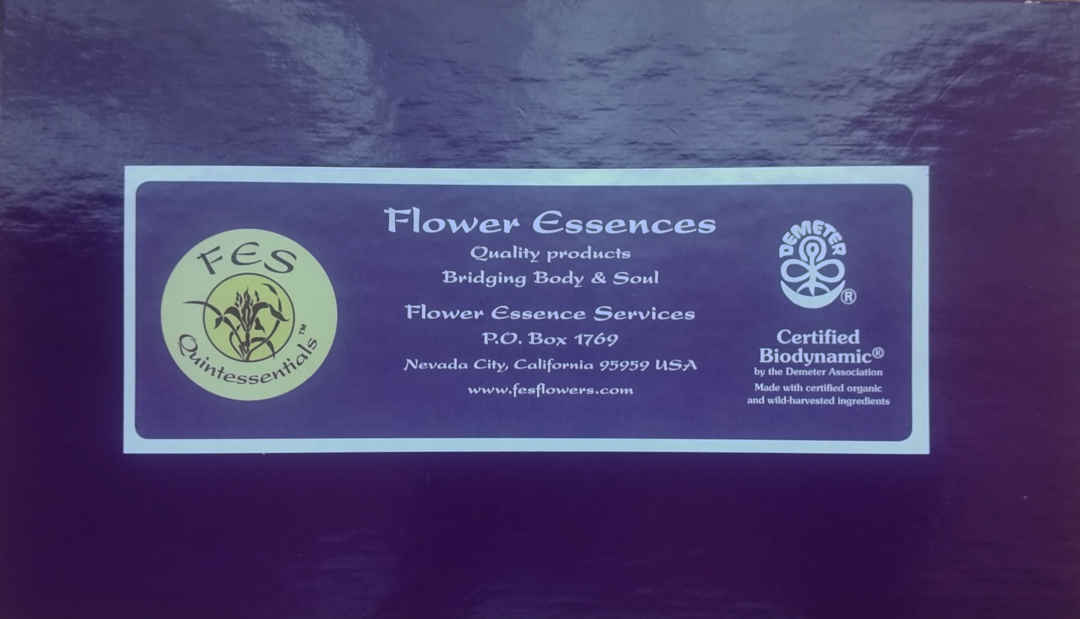 FES
Quintessentials™
Flower Essences
Quality products
Bridging Body & Soul
Flower Essence Services
P.O. Box 1769
Nevada City, California 95959 USA
www.fesflowers.com
DEMETER
®
Certified
Biodynamic®
by the Demeter Association
Made with certified organic
and wild-harvested ingredients